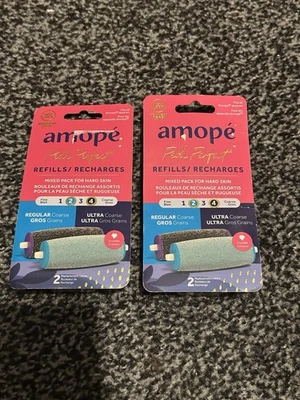 amopé
Pedi Perfect
REFILLS/ RECHARGES
MIXED PACK FOR HARD SKIN
ROULEAUX DE RECHANGE ASSORTIS
POUR LA PEAU SÈCHE ET RUGUEUSE
1 2 3 4
REGULAR Coarse
GROS Grains
ULTRA Coarse
ULTRA Gros Grains
2
amopé
Pedi Perfect
REFILLS/ RECHARGES
MIXED PACK FOR HARD SKIN
ROULEAUX DE RECHANGE ASSORTIS
POUR LA PEAU SÈCHE ET RUGUEUSE
1 2 3 4
REGULAR Coarse
GROS Grains
ULTRA Coarse
ULTRA Gros Grains
2